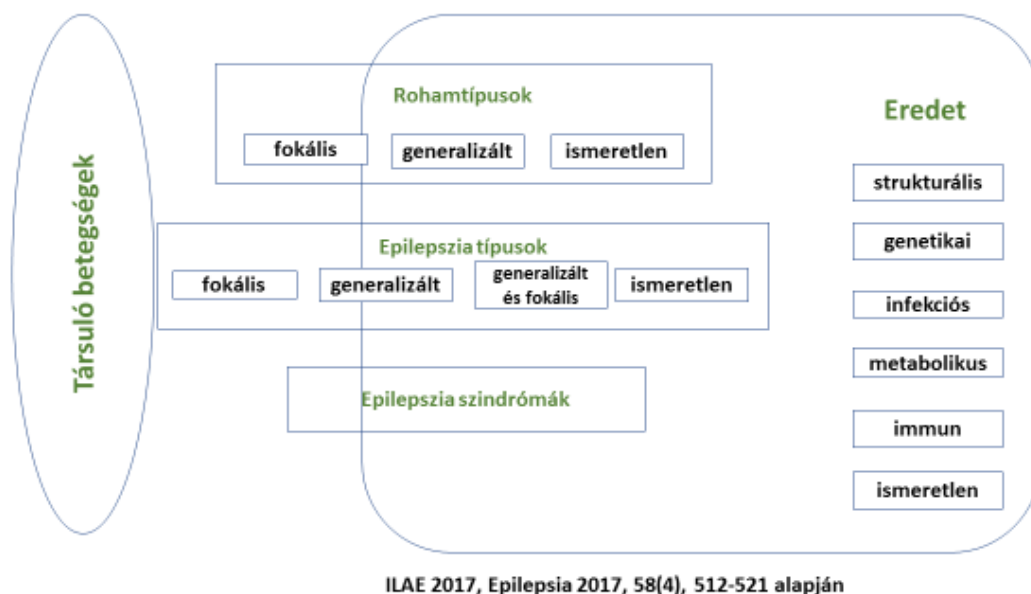 Társuló betegségek
Rohamtípusok
fokális
generalizált
ismeretlen
Epilepszia típusok
fokális
generalizált
generalizált
és fokális
ismeretlen
Epilepszia szindrómák
Eredet
strukturális
genetikai
infekciós
metabolikus
immun
ismeretlen
ILAE 2017, Epilepsia 2017, 58(4), 512-521 alapján